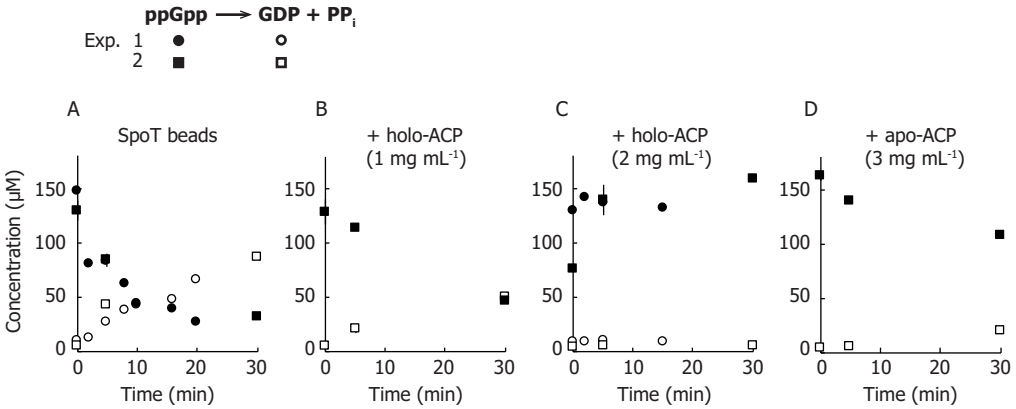 ppGpp ⟶ GDP + PPi
Exp. 1
2
A
B
C
D
SpoT beads
+ holo-ACP
(1 mg mL-1)
+ holo-ACP
(2 mg mL-1)
+ apo-ACP
(3 mg mL-1)
Concentration (µM)
150
100
50
0
150
100
50
0
150
100
50
0
150
100
50
0
0 10 20 30
0 10 20 30
0 10 20 30
0 10 20 30
Time (min)
Time (min)
Time (min)
Time (min)